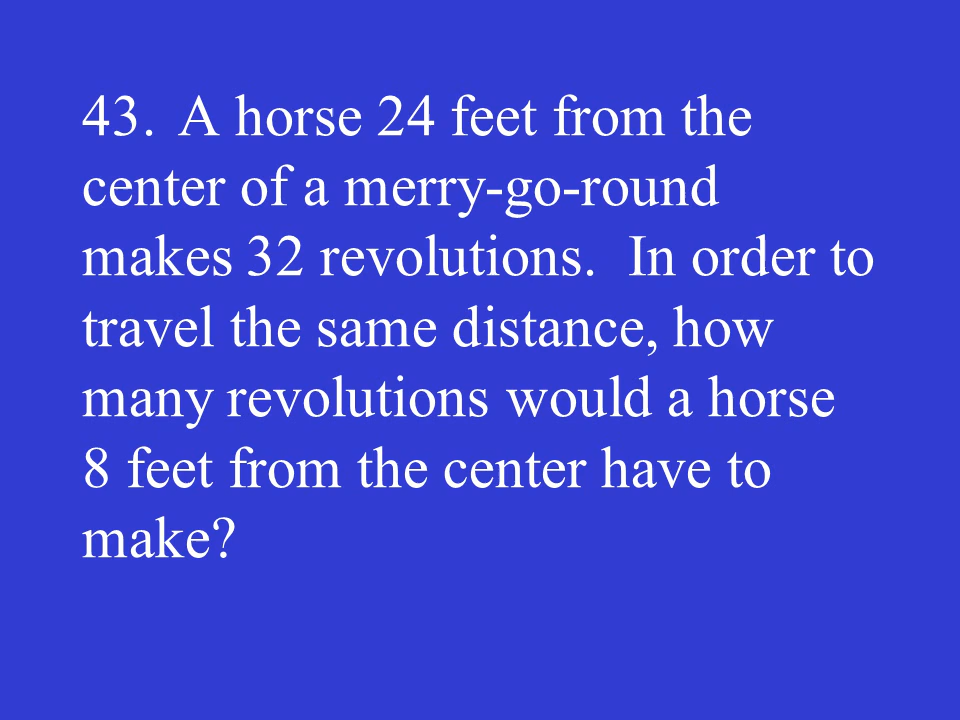 43. A horse 24 feet from the
center of a merry-go-round
makes 32 revolutions. In order to
travel the same distance, how
many revolutions would a horse
8 feet from the center have to
make?